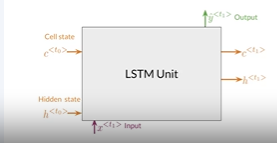 ŷ<t₁> Output
Cell state
c<t₀>
c<t₁>
LSTM Unit
h<t₁>
Hidden state
h<t₀>
x<t₁> Input